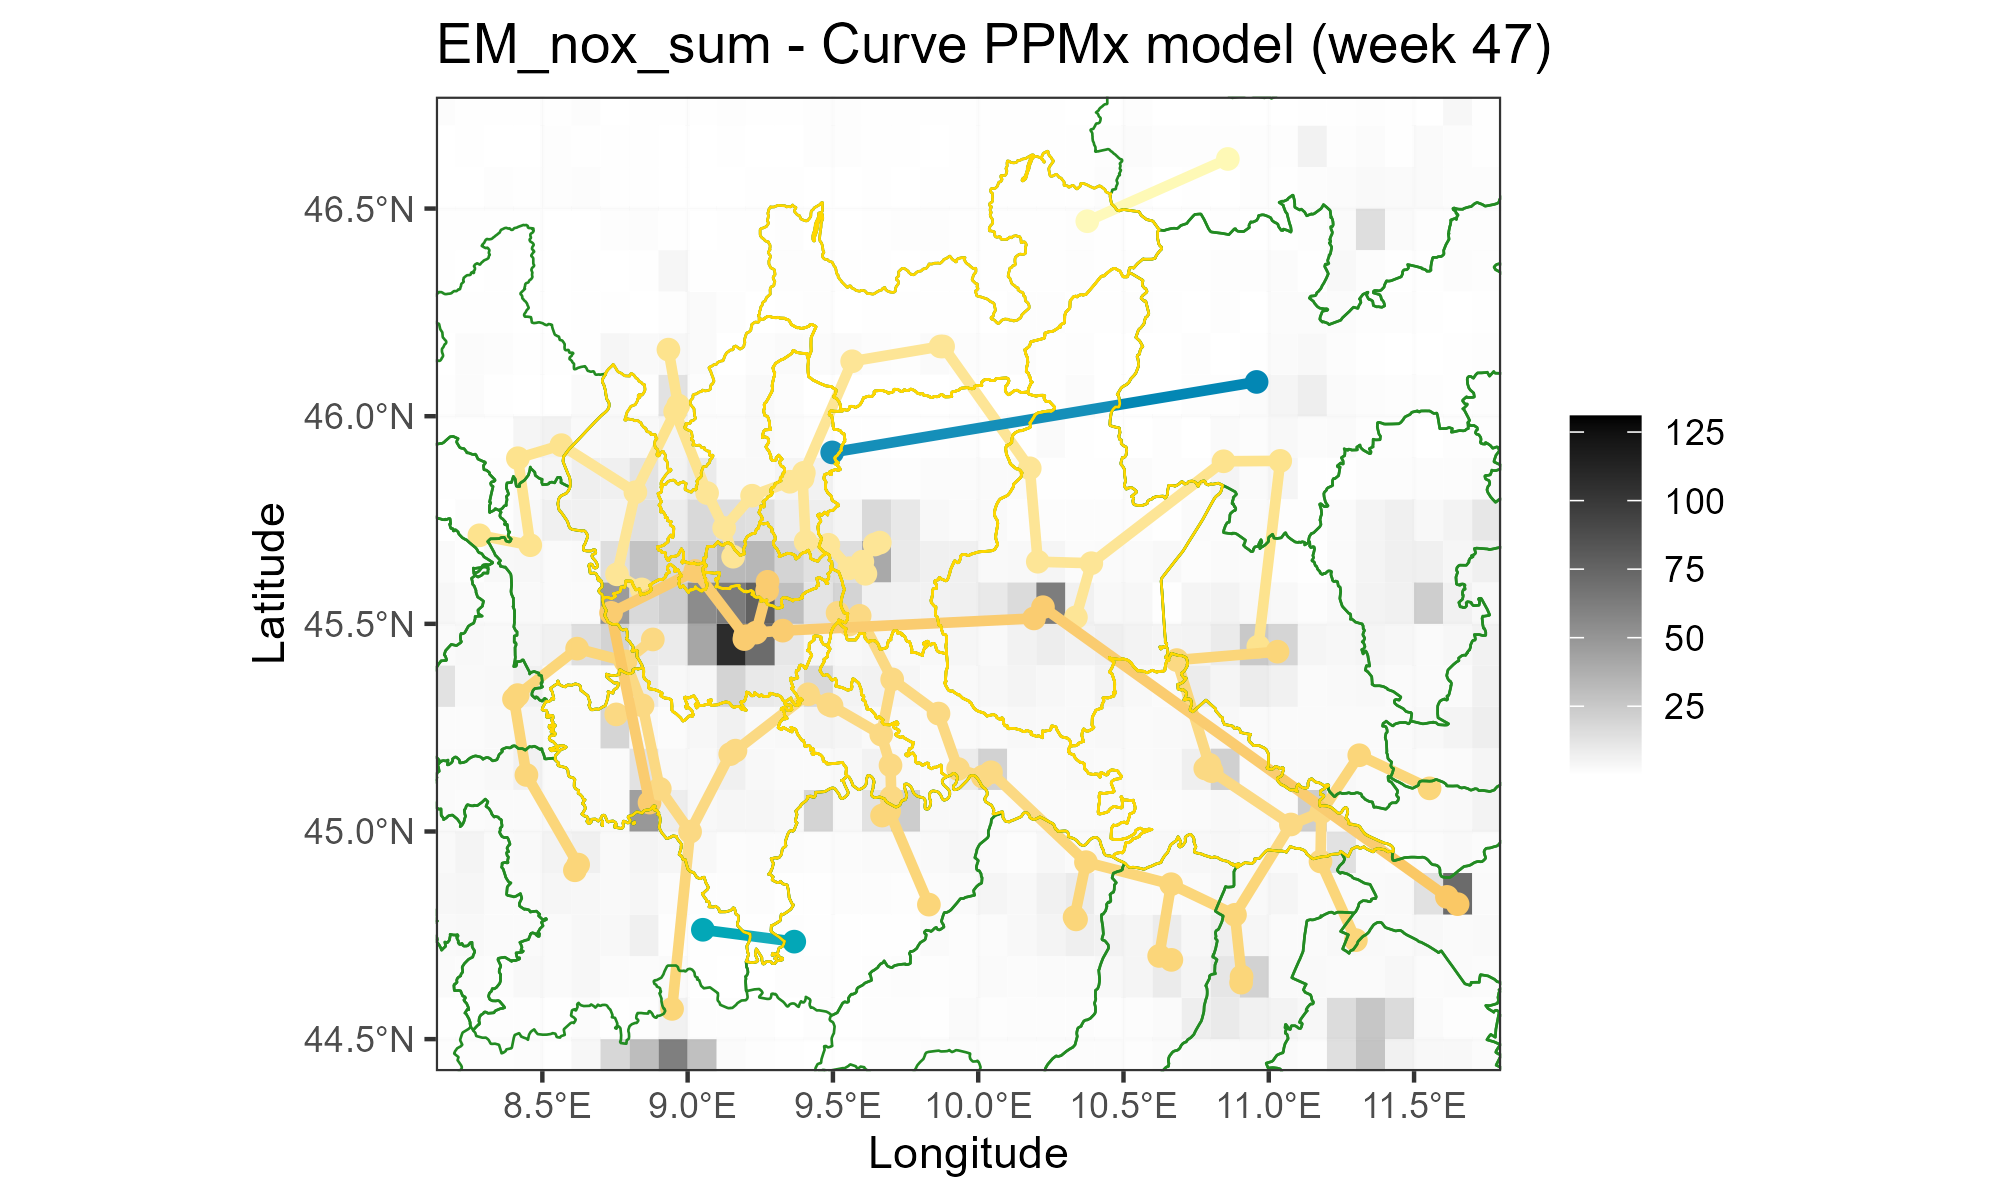 EM_nox_sum - Curve PPMx model (week 47)
46.5°N
46.0°N
45.5°N
45.0°N
44.5°N
Latitude
8.5°E 9.0°E 9.5°E 10.0°E 10.5°E 11.0°E 11.5°E
Longitude
125
100
75
50
25